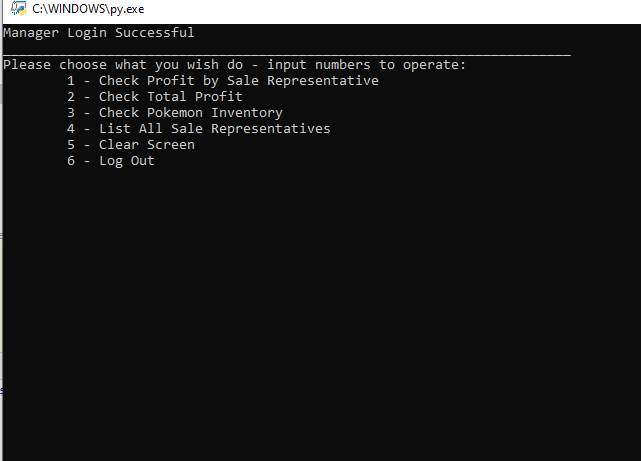 C:\WINDOWS\py.exe
Manager Login Successful
Please choose what you wish do - input numbers to operate:
1 - Check Profit by Sale Representative
2 - Check Total Profit
3 - Check Pokemon Inventory
4 - List All Sale Representatives
5 - Clear Screen
6 - Log Out